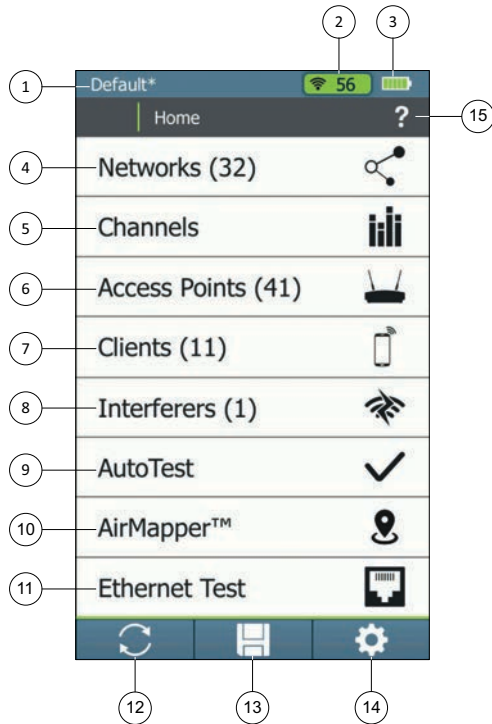 2
3
1
Default*
56
Home
?
15
4
Networks (32)
5
Channels
6
Access Points (41)
7
Clients (11)
8
Interferers (1)
9
AutoTest
10
AirMapper™
11
Ethernet Test
12
13
14